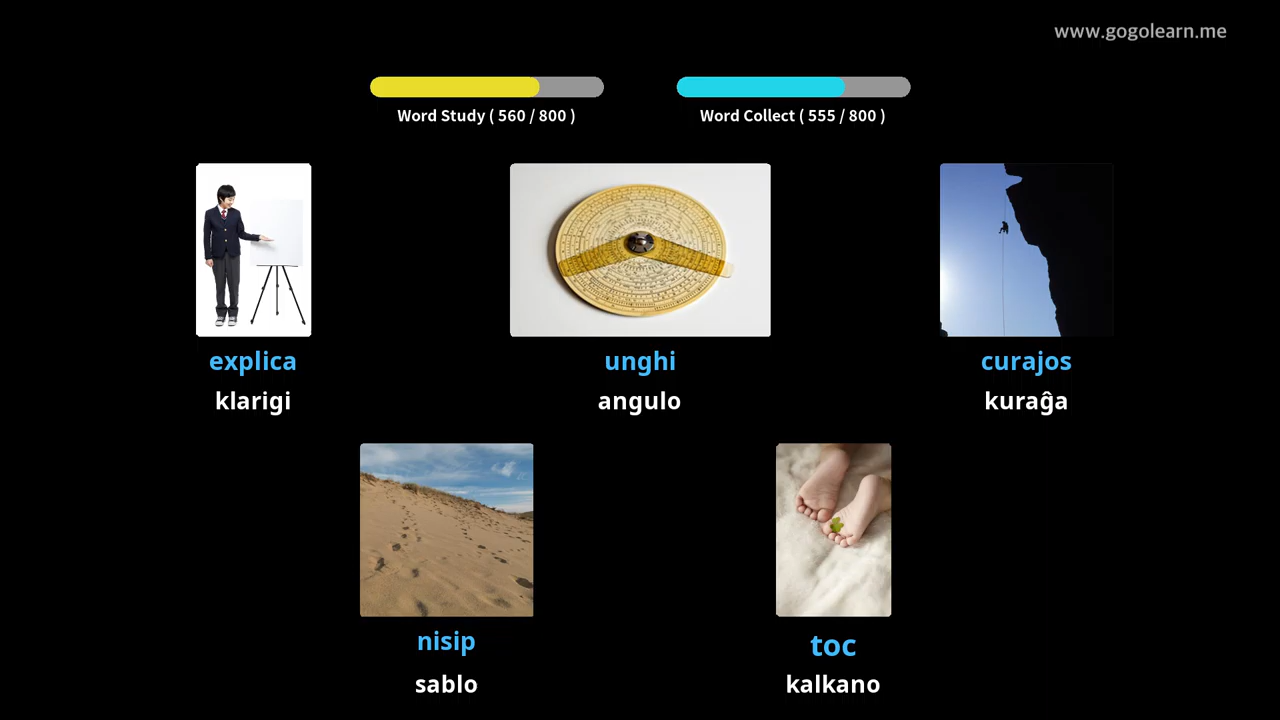 www.gogolearn.me
Word Study ( 560 / 800 )
Word Collect ( 555 / 800 )
explica
klarigi
unghi
angulo
curajos
kuraĝa
nisip
sablo
toc
kalkano